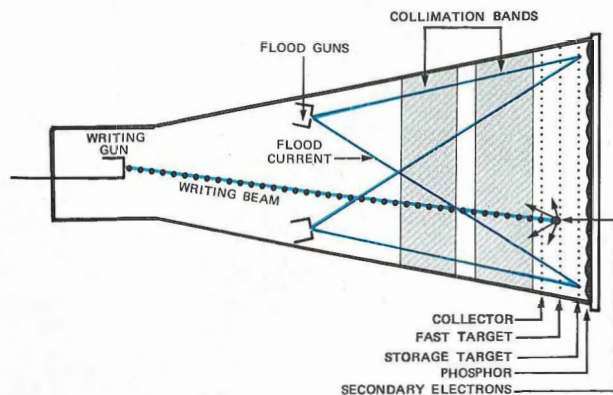 COLLIMATION BANDS
FLOOD GUNS
WRITING
GUN
FLOOD
CURRENT
WRITING BEAM
COLLECTOR
FAST TARGET
STORAGE TARGET
PHOSPHOR
SECONDARY ELECTRONS